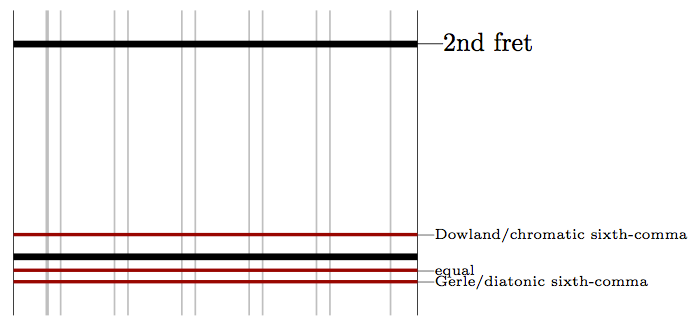 2nd fret
Dowland/chromatic sixth-comma
equal
Gerle/diatonic sixth-comma